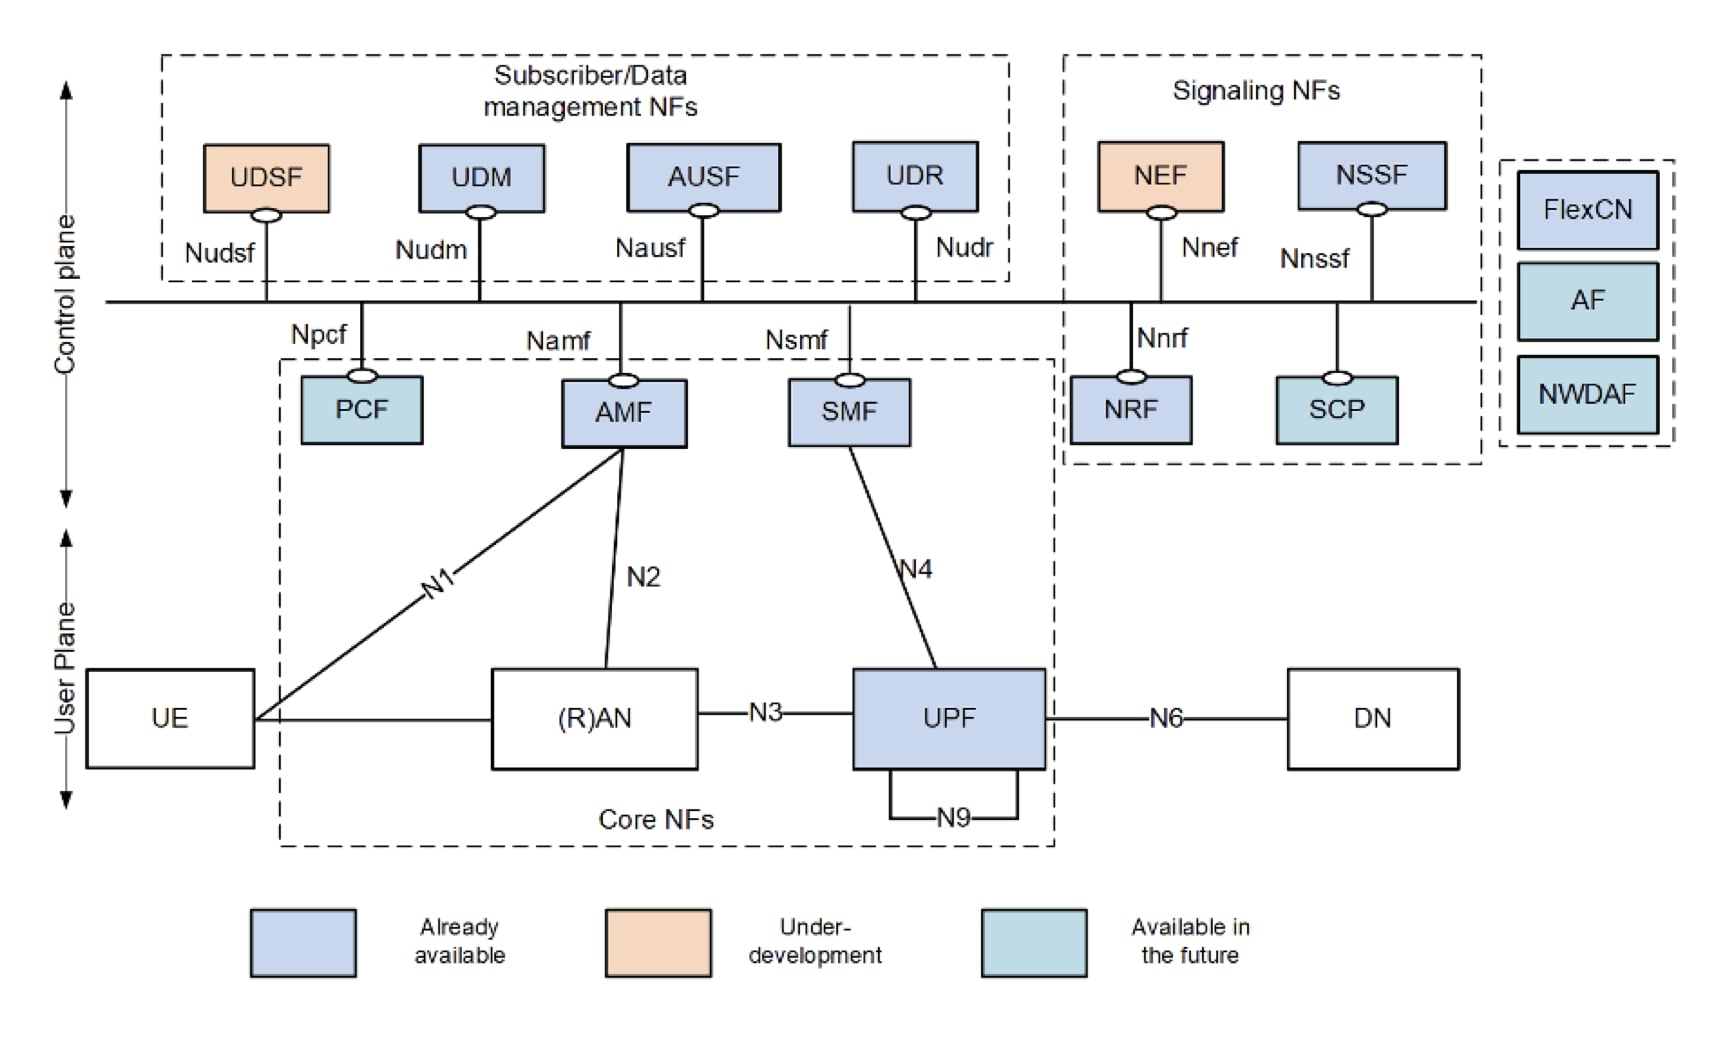 Subscriber/Data
management NFs
Signaling NFs
UDSF
UDM
AUSF
UDR
NEF
NSSF
FlexCN
Nudsf
Nudm
Nausf
Nudr
Nnef
Nnssf
AF
Control plane
Npcf
Namf
Nsmf
Nnrf
PCF
AMF
SMF
NRF
SCP
NWDAF
N1
N2
N4
User Plane
UE
(R)AN
N3
UPF
N6
DN
N9
Core NFs
Already
available
Under-
development
Available in
the future